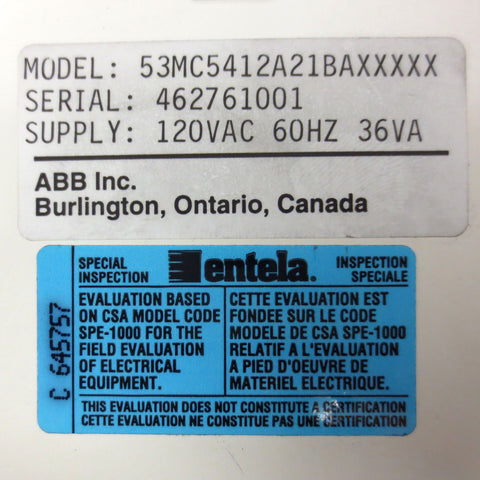 MODEL: 53MC5412A21BAXXXXX
SERIAL: 462761001
SUPPLY: 120VAC 60HZ 36VA
ABB Inc.
Burlington, Ontario, Canada
SPECIAL INSPECTION
entela.
INSPECTION SPECIALE
C 645757
EVALUATION BASED
ON CSA MODEL CODE
SPE-1000 FOR THE
FIELD EVALUATION
OF ELECTRICAL
EQUIPMENT.
CETTE EVALUATION EST
FONDEE SUR LE CODE
MODELE DE CSA SPE-1000
RELATIF A L'EVALUATION
A PIED D'OEUVRE DE
MATERIEL ELECTRIQUE.
THIS EVALUATION DOES NOT CONSTITUTE A CERTIFICATION
CETTE EVALUATION NE CONSTITUE PAS UNE CERTIFICATION